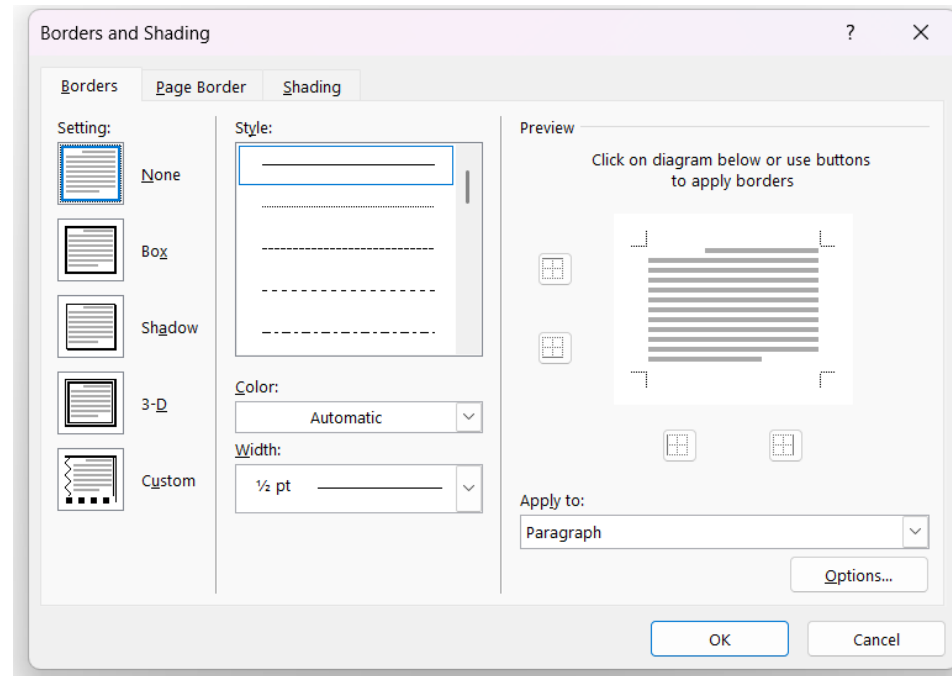 Borders and Shading
?
Borders
Page Border
Shading
Setting:
None
Box
Shadow
3-D
Custom
Style:
Color:
Automatic
Width:
½ pt
Preview
Click on diagram below or use buttons
to apply borders
Apply to:
Paragraph
Options...
OK
Cancel